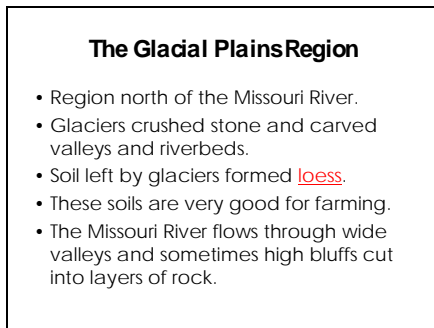 The Glacial Plains Region
• Region north of the Missouri River.
• Glaciers crushed stone and carved
valleys and riverbeds.
• Soil left by glaciers formed loess.
• These soils are very good for farming.
• The Missouri River flows through wide
valleys and sometimes high bluffs cut
into layers of rock.